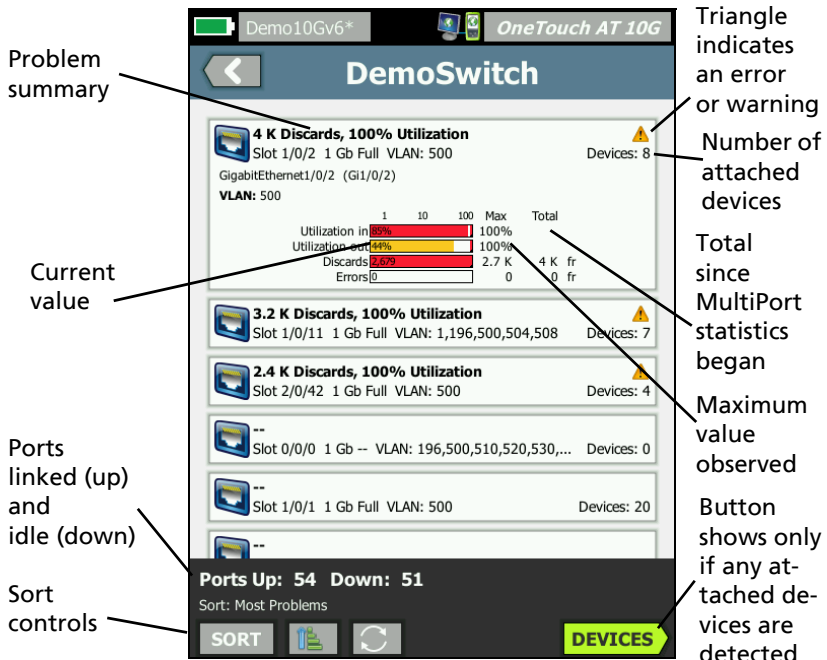 Demo10Gv6*
OneTouch AT 10G
DemoSwitch
Problem
summary
Triangle
indicates
an error
or warning
4 K Discards, 100% Utilization
Slot 1/0/2 1 Gb Full VLAN: 500
Devices: 8
Number of
attached
devices
GigabitEthernet1/0/2 (Gi1/0/2)
VLAN: 500
1 10 100 Max Total
Utilization in 85% 100%
Utilization out 44% 100%
Discards 2,679 2.7 K 4 K fr
Errors 0 0 0 fr
Current
value
Total
since
MultiPort
statistics
began
3.2 K Discards, 100% Utilization
Slot 1/0/11 1 Gb Full VLAN: 1,196,500,504,508
Devices: 7
2.4 K Discards, 100% Utilization
Slot 2/0/42 1 Gb Full VLAN: 500
Devices: 4
Maximum
value
observed
--
Slot 0/0/0 1 Gb -- VLAN: 196,500,510,520,530,...
Devices: 0
--
Slot 1/0/1 1 Gb Full VLAN: 500
Devices: 20
--
Ports
linked (up)
and
idle (down)
Ports Up: 54 Down: 51
Sort: Most Problems
Sort
controls
SORT
DEVICES
Button
shows only
if any at-
tached de-
vices are
detected